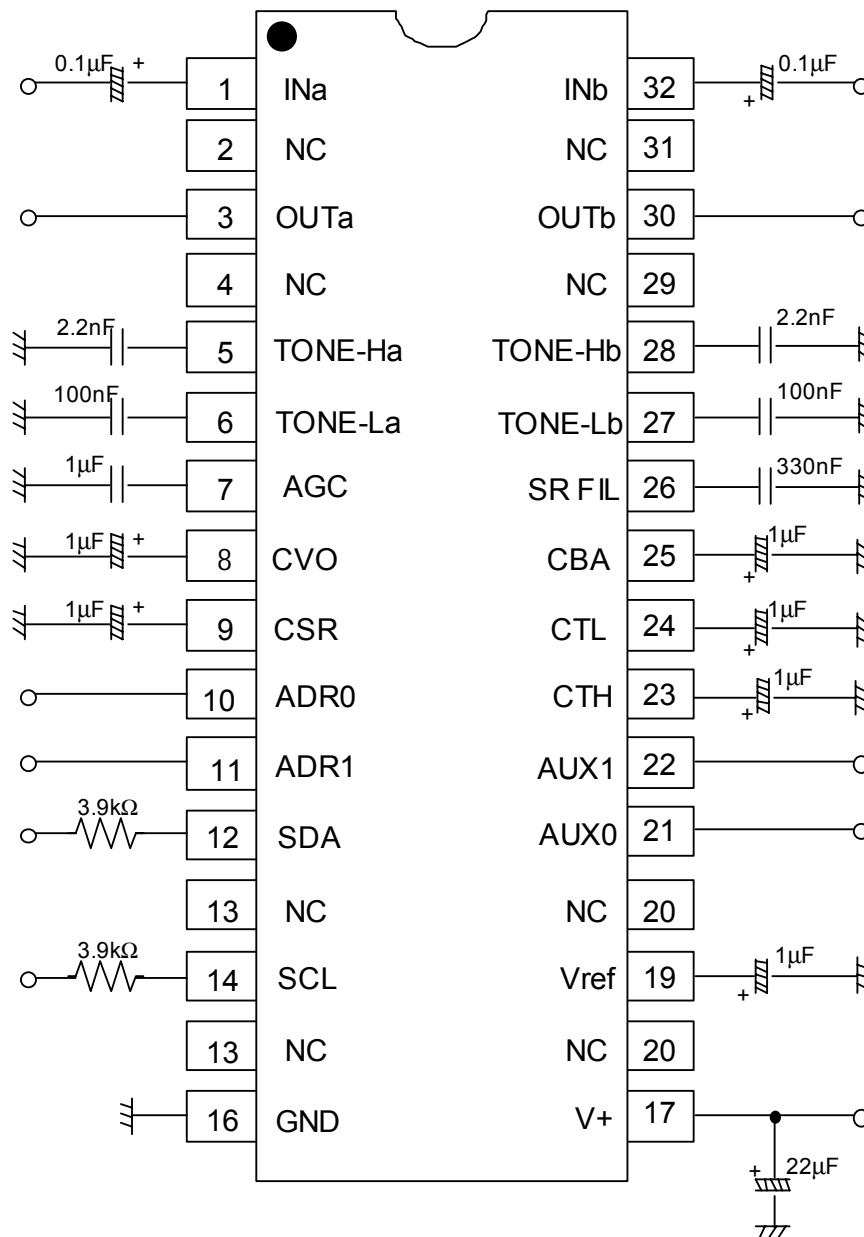 0.1µF + 1 INa INb 32 + 0.1µF
2 NC NC 31
3 OUTa OUTb 30
4 NC NC 29
2.2nF 5 TONE-Ha TONE-Hb 28 2.2nF
100nF 6 TONE-La TONE-Lb 27 100nF
1µF 7 AGC SR FIL 26 330nF
1µF + 8 CVO CBA 25 + 1µF
1µF + 9 CSR CTL 24 + 1µF
10 ADR0 CTH 23 + 1µF
11 ADR1 AUX1 22
3.9kΩ 12 SDA AUX0 21
13 NC NC 20
3.9kΩ 14 SCL Vref 19 + 1µF
13 NC NC 20
16 GND V+ 17
+ 22µF